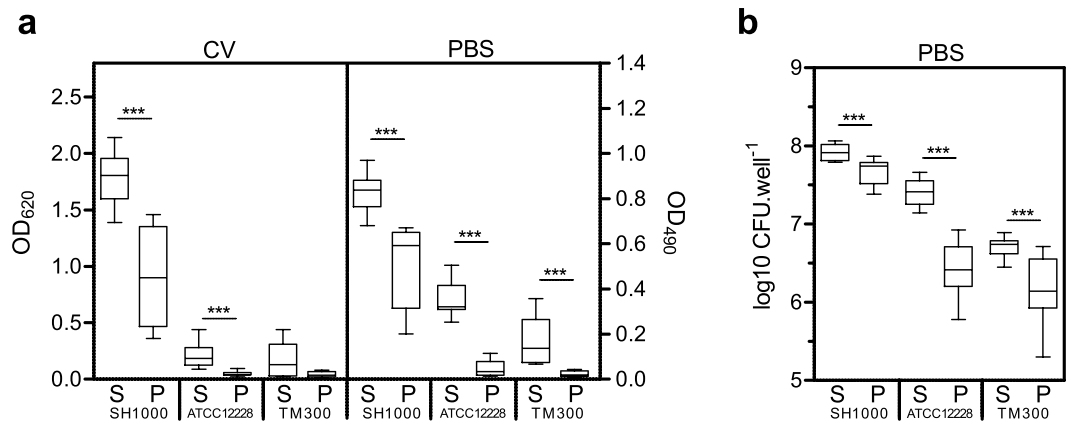 a
CV PBS
2.5
2.0
1.5
1.0
0.5
0.0
OD620
*** *** *** *** ***
1.4
1.2
1.0
0.8
0.6
0.4
0.2
0.0
OD490
S P S P S P S P S P S P
SH1000 ATCC12228 TM300 SH1000 ATCC12228 TM300
b
PBS
9
8
7
6
5
log10 CFU.well-1
*** *** ***
S P S P S P
SH1000 ATCC12228 TM300